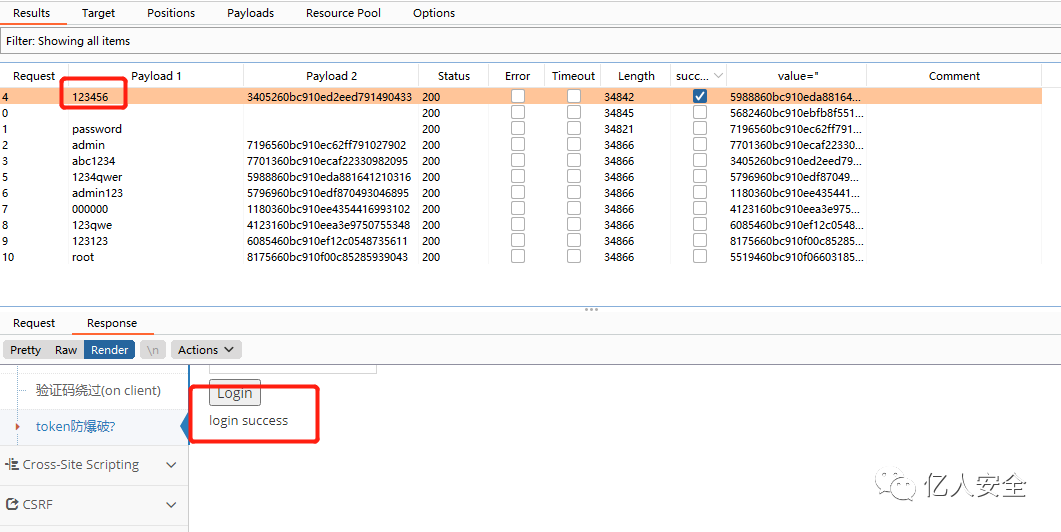 Results Target Positions Payloads Resource Pool Options
Filter: Showing all items
Request Payload 1 Payload 2 Status Error Timeout Length succ... value=" Comment
4 123456 3405260bc910ed2eed791490433 200 34842 5988860bc910eda88164...
0 200 34845 5682460bc910ebfb8f551...
1 password 200 34821 7196560bc910ec62ff791...
2 admin 7196560bc910ec62ff791027902 200 34866 7701360bc910ecaf22330...
3 abc1234 7701360bc910ecaf22330982095 200 34866 3405260bc910ed2eed79...
5 1234qwer 5988860bc910eda881641210316 200 34866 5796960bc910edf87049...
6 admin123 5796960bc910edf870493046895 200 34866 1180360bc910ee435441...
7 000000 1180360bc910ee4354416993102 200 34866 4123160bc910eea3e975...
8 123qwe 4123160bc910eea3e9750755348 200 34866 6085460bc910ef12c0548...
9 123123 6085460bc910ef12c0548735611 200 34866 8175660bc910f00c85285...
10 root 8175660bc910f00c85285939043 200 34866 5519460bc910f06603185...
Request Response
Pretty Raw Render \n Actions
验证码绕过(on client)
Login
token防爆破?
login success
Cross-Site Scripting
CSRF
亿人安全